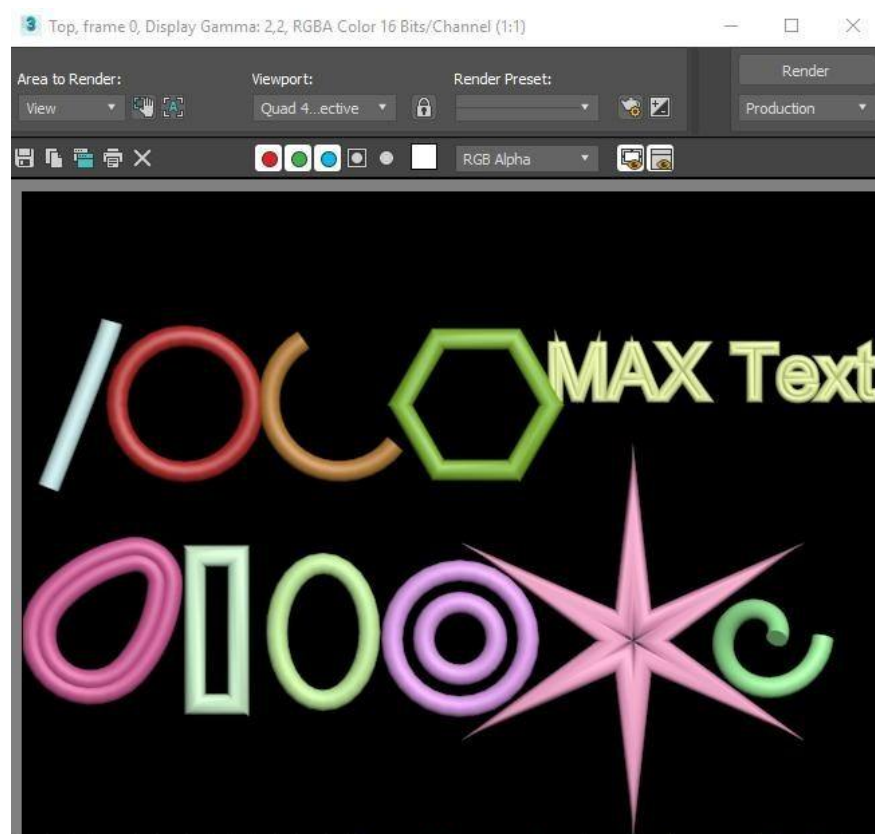 3 Top, frame 0, Display Gamma: 2,2, RGBA Color 16 Bits/Channel (1:1)
Area to Render: Viewport: Render Preset: Render
View Quad 4...ective Production
RGB Alpha
MAX Text